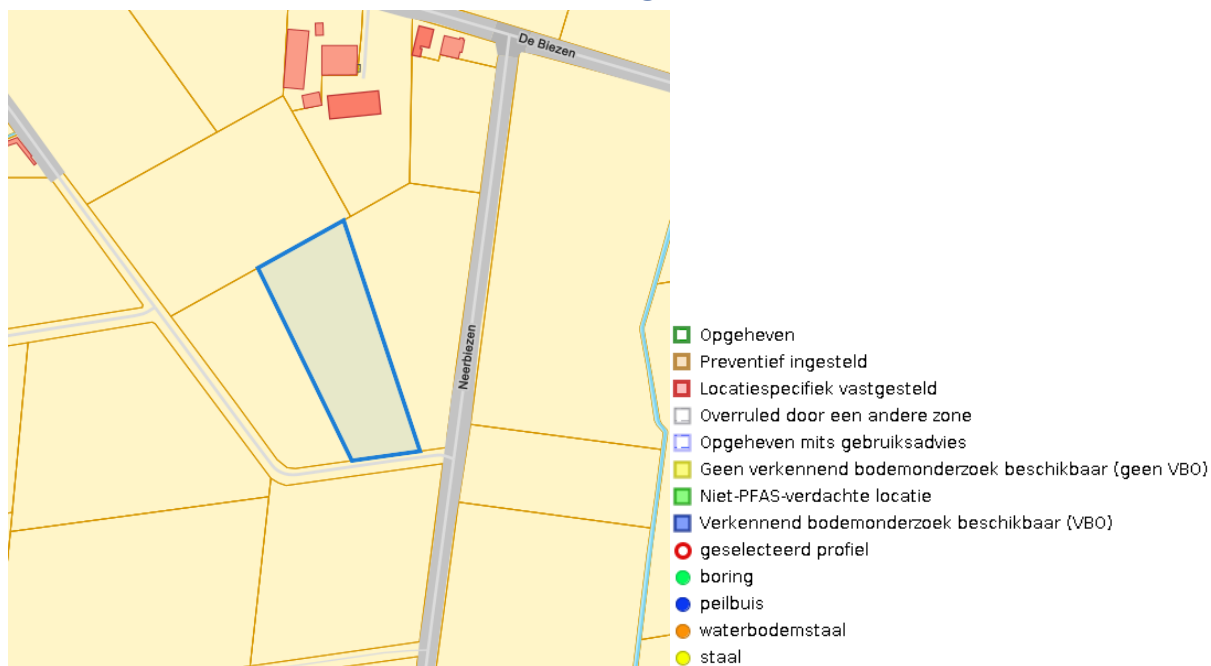 De Biezen
Neerbiezen
Opgeheven
Preventief ingesteld
Locatiespecifiek vastgesteld
Overruled door een andere zone
Opgeheven mits gebruiksadvies
Geen verkennend bodemonderzoek beschikbaar (geen VBO)
Niet-PFAS-verdachte locatie
Verkennend bodemonderzoek beschikbaar (VBO)
geselecteerd profiel
boring
peilbuis
waterbodemstaal
staal